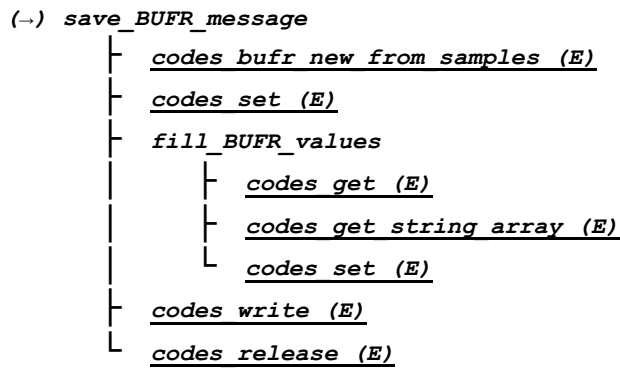 (→) save_BUFR_message
├ codes_bufr_new_from_samples (E)
├ codes_set (E)
├ fill_BUFR_values
│ ├ codes_get (E)
│ ├ codes_get_string_array (E)
│ └ codes_set (E)
├ codes_write (E)
└ codes_release (E)